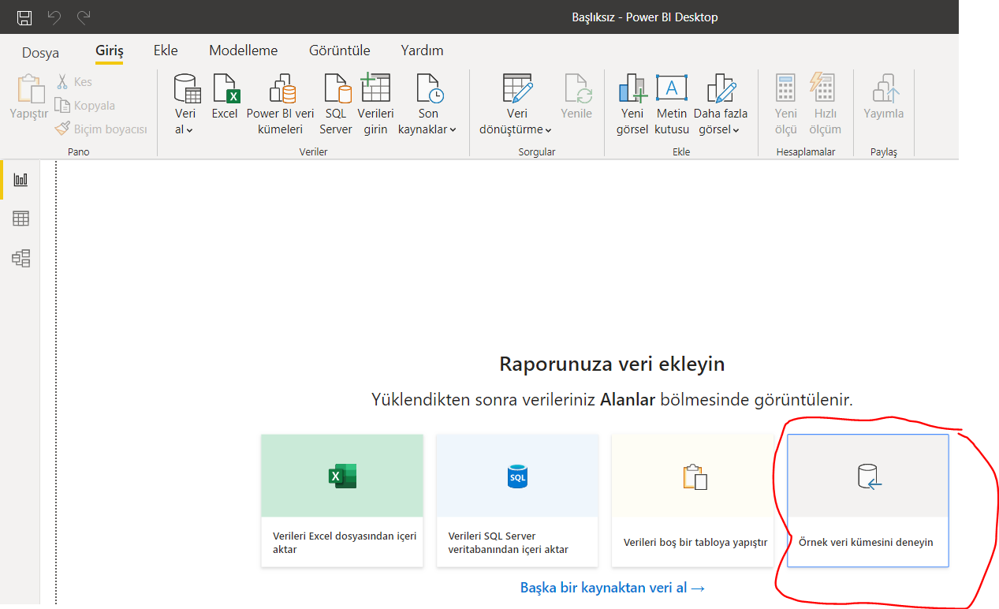 Başlıksız - Power BI Desktop
Dosya Giriş Ekle Modelleme Görüntüle Yardım
Yapıştır
Kes
Kopyala
Biçim boyacısı
Pano
Veri
al
Excel
Power BI veri
kümeleri
SQL
Server
Verileri
girin
Son
kaynaklar
Veriler
Veri
dönüştürme
Yenile
Sorgular
Yeni
görsel
Metin
kutusu
Daha fazla
görsel
Ekle
Yeni
ölçü
Hızlı
ölçüm
Hesaplamalar
Yayımla
Paylaş
Raporunuza veri ekleyin
Yüklendikten sonra verileriniz Alanlar bölmesinde görüntülenir.
X
Verileri Excel dosyasından içeri
aktar
SQL
Verileri SQL Server
veritabanından içeri aktar
Verileri boş bir tabloya yapıştır
Örnek veri kümesini deneyin
Başka bir kaynaktan veri al →